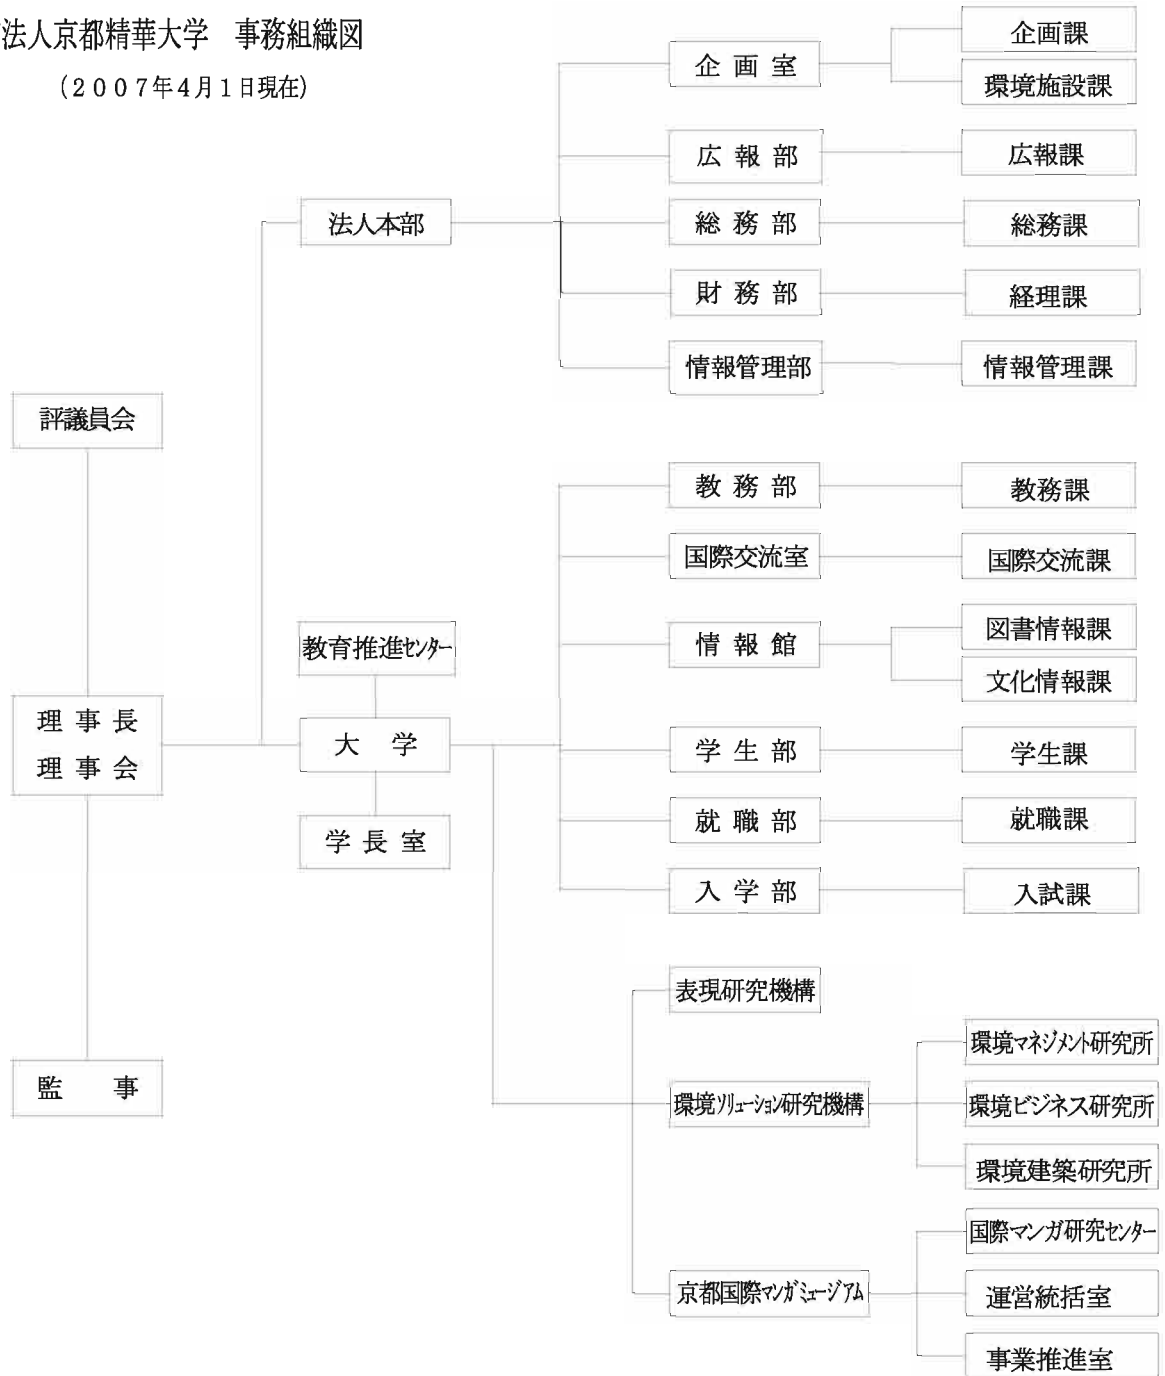 法人京都精華大学 事務組織図
(2007年4月1日現在)
企画室
企画課
環境施設課
広報部
広報課
法人本部
総務部
総務課
財務部
経理課
情報管理部
情報管理課
評議員会
教務部
教務課
国際交流室
国際交流課
教育推進センター
情報館
図書情報課
文化情報課
理事長
理事会
大学
学生部
学生課
学長室
就職部
就職課
入学部
入試課
表現研究機構
監事
環境ソリューション研究機構
環境マネジメント研究所
環境ビジネス研究所
環境建築研究所
京都国際マンガミュージアム
国際マンガ研究センター
運営統括室
事業推進室